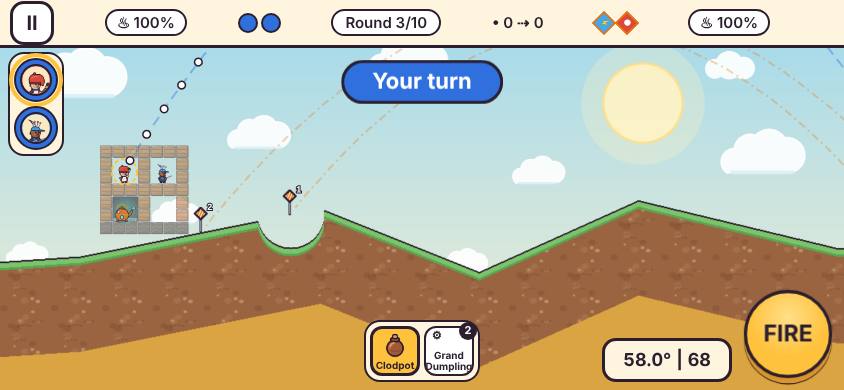 100%
Round 3/10
• 0 ⇢ 0
100%
Your turn
2
1
Clodpot
2
Grand
Dumpling
58.0° | 68
FIRE